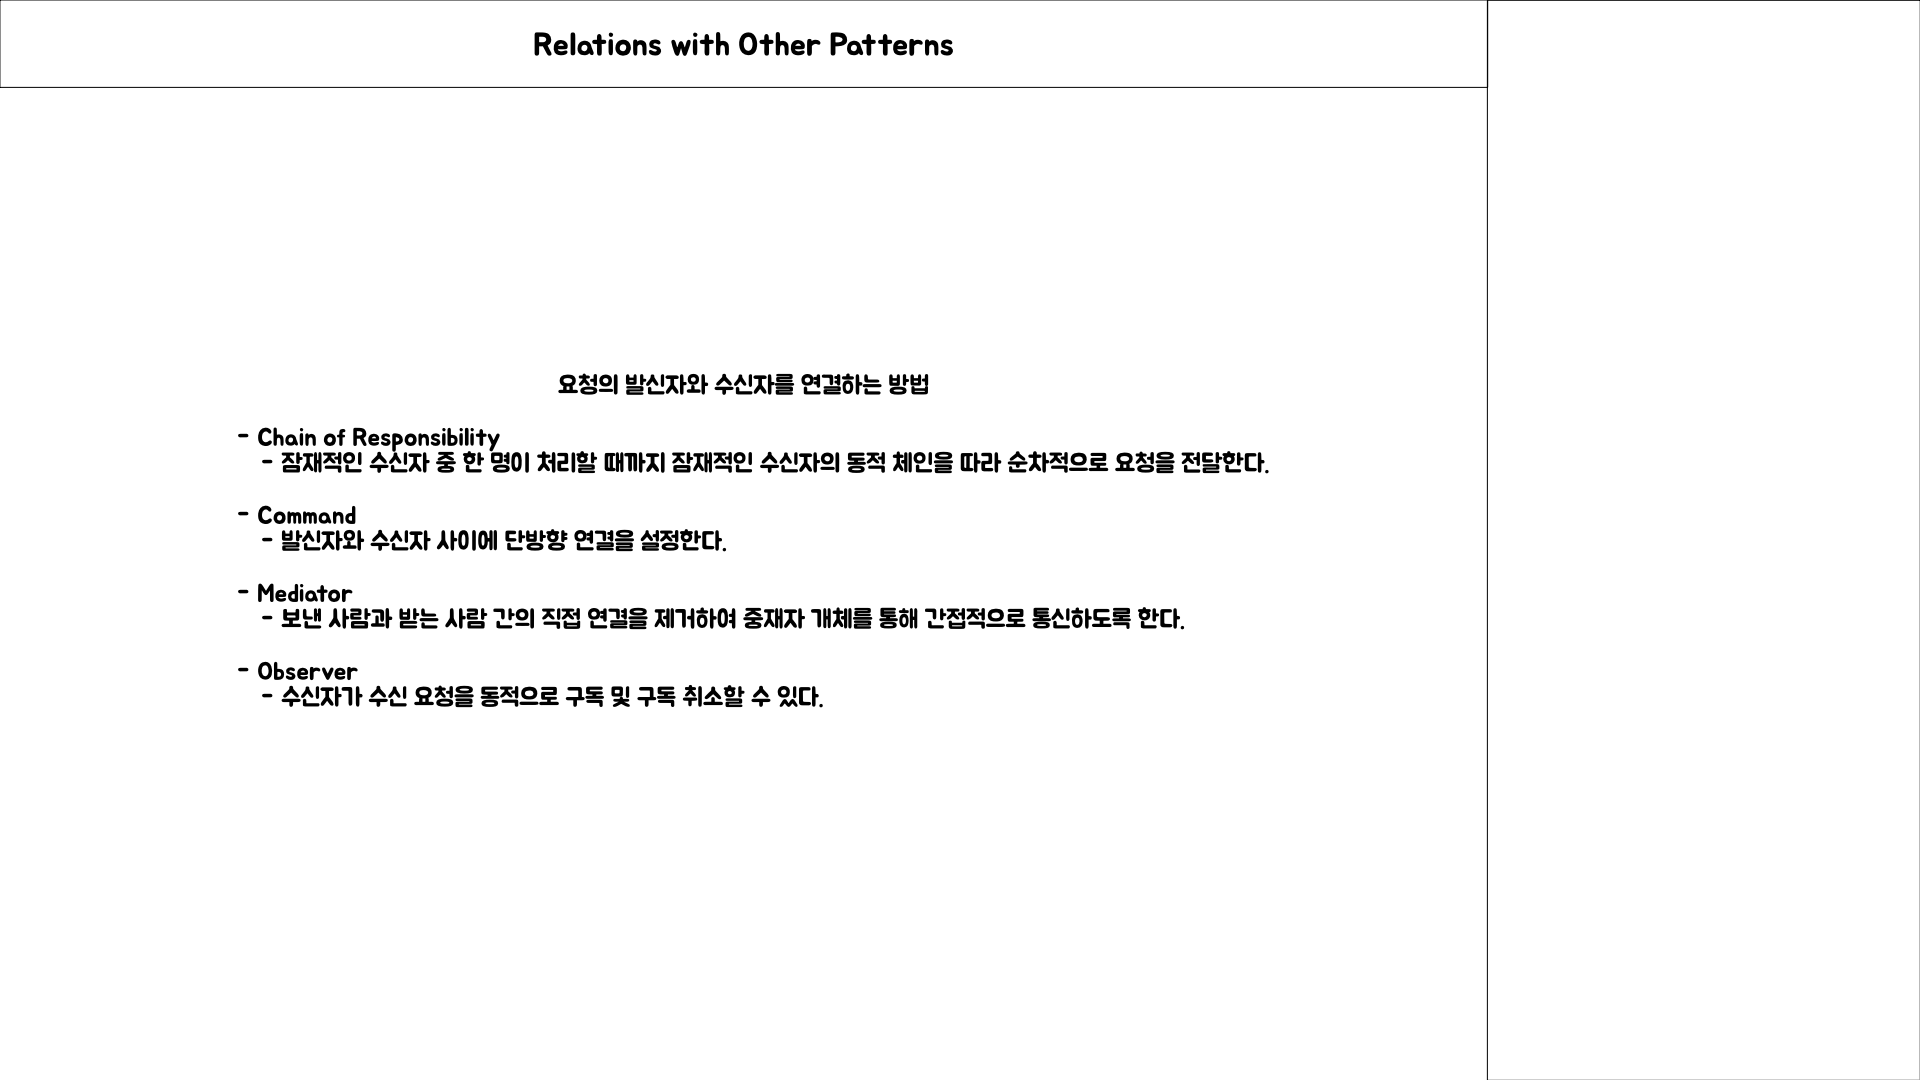 Relations with Other Patterns
요청의 발신자와 수신자를 연결하는 방법
- Chain of Responsibility
- 잠재적인 수신자 중 한 명이 처리할 때까지 잠재적인 수신자의 동적 체인을 따라 순차적으로 요청을 전달한다.
- Command
- 발신자와 수신자 사이에 단방향 연결을 설정한다.
- Mediator
- 보낸 사람과 받는 사람 간의 직접 연결을 제거하여 중재자 개체를 통해 간접적으로 통신하도록 한다.
- Observer
- 수신자가 수신 요청을 동적으로 구독 및 구독 취소할 수 있다.